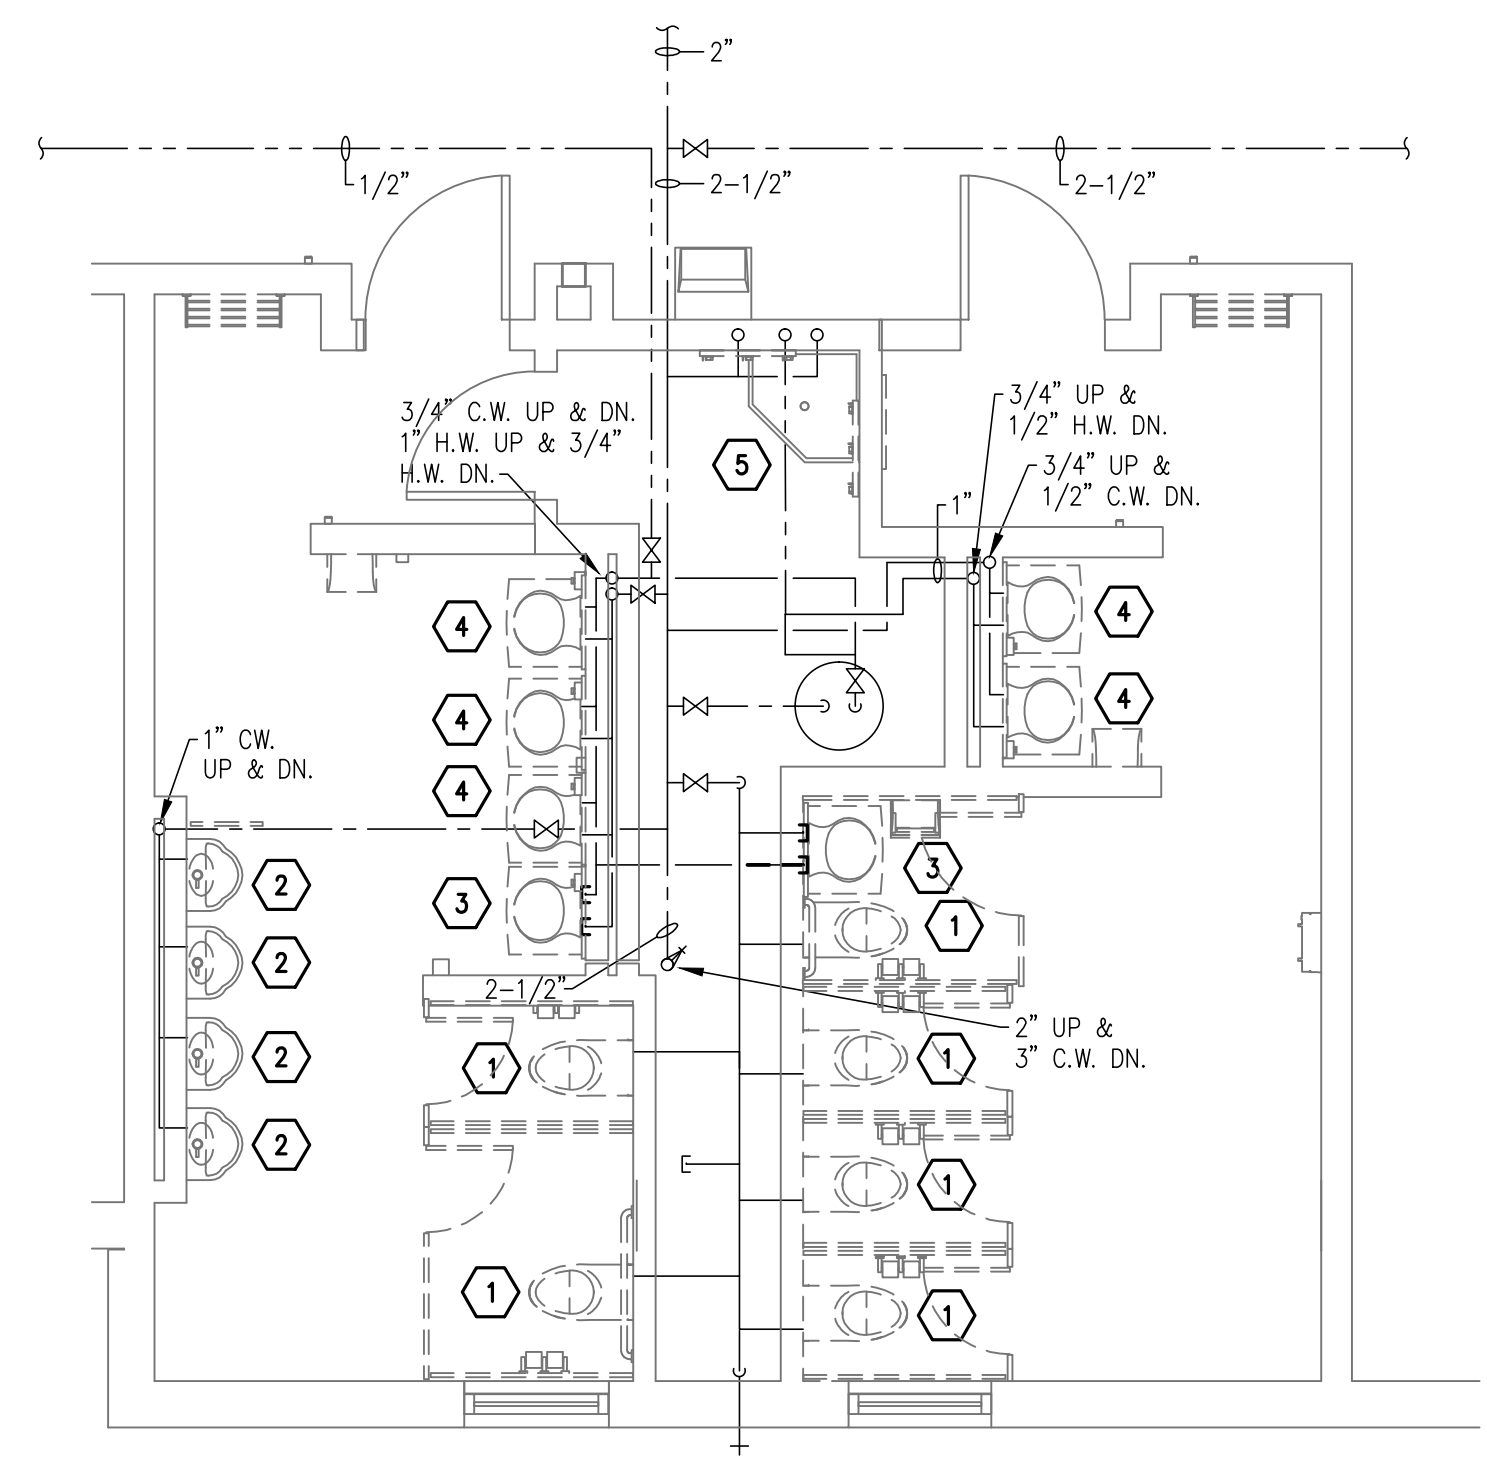 2"
1/2"
2-1/2"
2-1/2"
3/4" C.W. UP & DN.
1" H.W. UP & 3/4"
H.W. DN.
3/4" UP &
1/2" H.W. DN.
5
3/4" UP &
1/2" C.W. DN.
1"
4
4
4
4
1" CW.
UP & DN.
4
3
2
3
1
2
2-1/2"
2" UP &
3" C.W. DN.
2
1
1
2
1
1
1